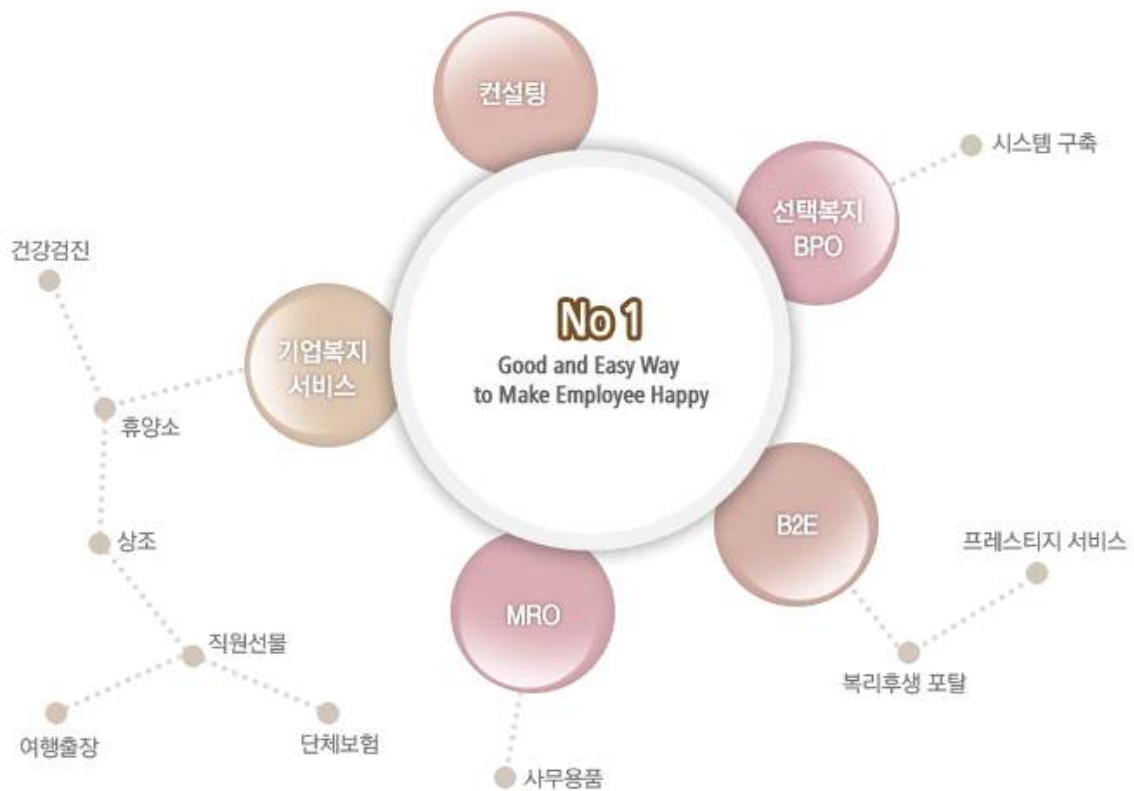 컨설팅
시스템 구축
선택복지
BPO
건강검진
No 1
기업복지
서비스
Good and Easy Way
to Make Employee Happy
휴양소
B2E
상조
프레스티지 서비스
MRO
직원선물
복리후생 포탈
여행출장
단체보험
사무용품